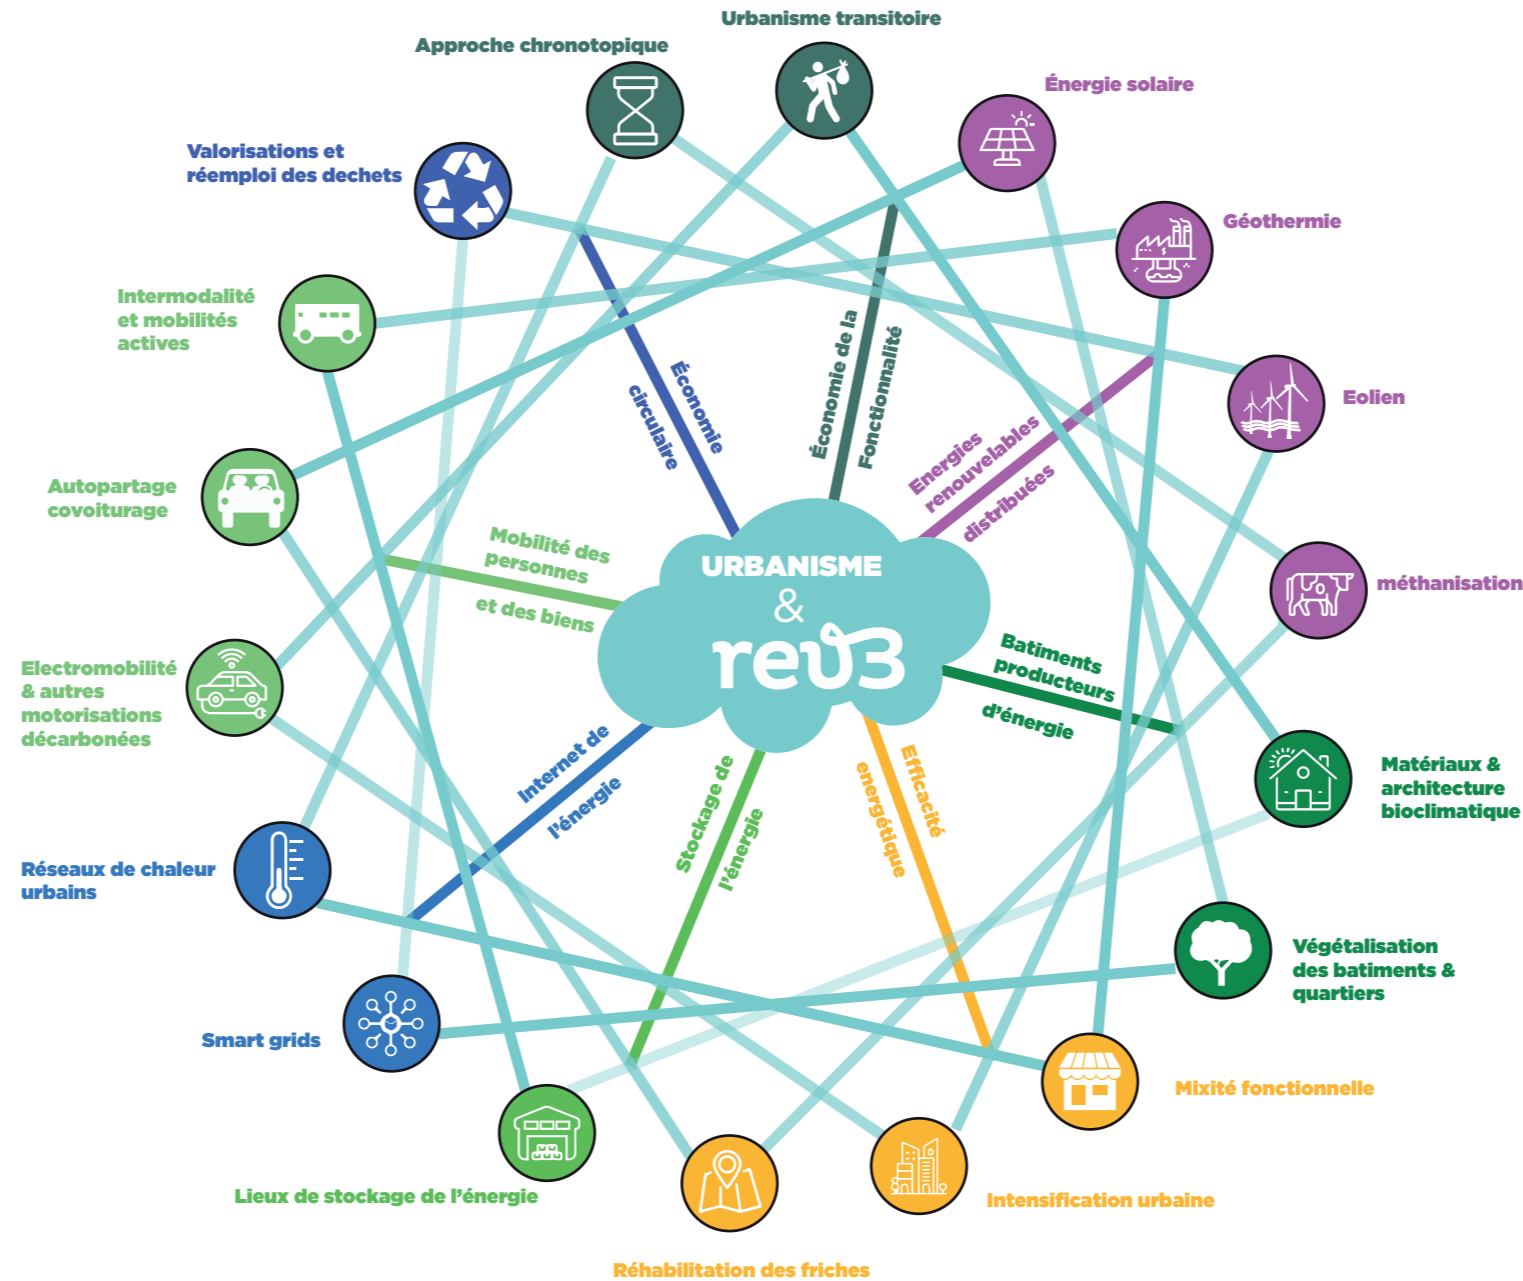 Urbanisme transitoire
Approche chronotopique
Énergie solaire
Valorisations et
réemploi des dechets
Géothermie
Intermodalité
et mobilités
actives
Eolien
Autopartage
covoiturage
méthanisation
Electromobilité
& autres
motorisations
décarbonées
Matériaux &
architecture
bioclimatique
Réseaux de chaleur
urbains
Végétalisation
des batiments &
quartiers
Smart grids
Mixité fonctionnelle
Lieux de stockage de l'énergie
Intensification urbaine
Réhabilitation des friches
Économie
circulaire
Économie de la
Fonctionnalité
Energies
renouvelables
distribuées
Mobilité des
personnes
et des biens
URBANISME
&
rev3
Batiments
producteurs
d'énergie
Internet de
l'énergie
Stockage de
l'énergie
Efficacité
energétique